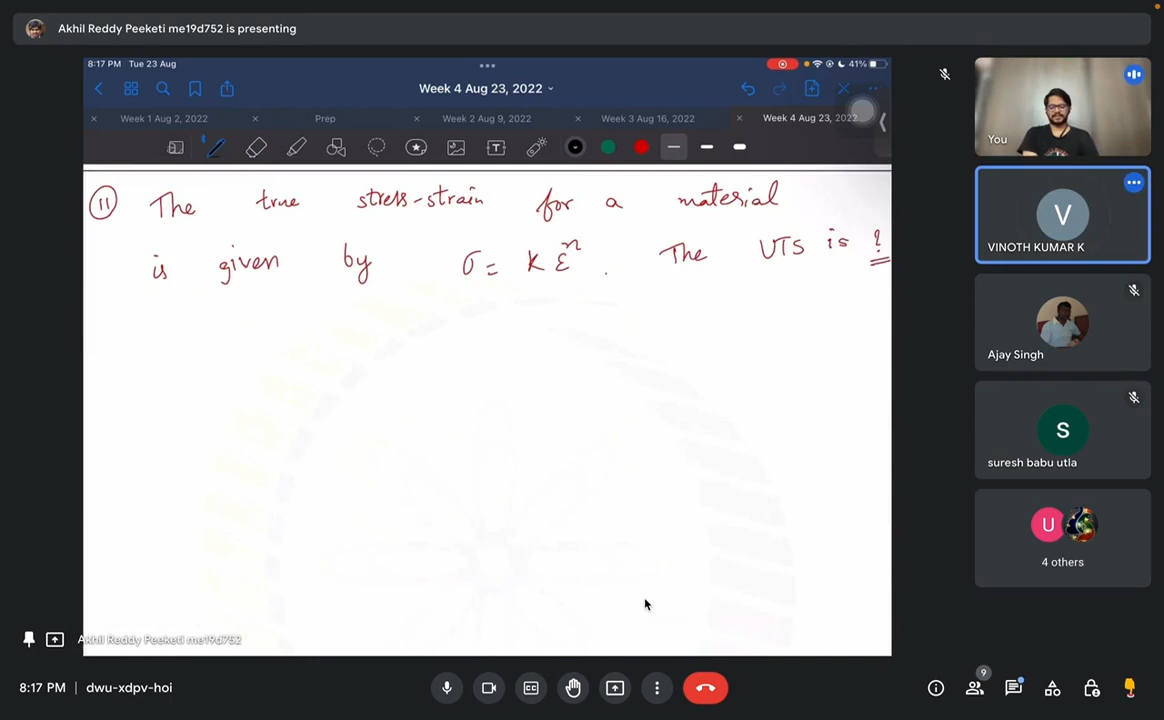 Akhil Reddy Peeketi me19d752 is presenting
8:17 PM Tue 23 Aug
41%
Week 4 Aug 23, 2022
Week 1 Aug 2, 2022
Prep
Week 2 Aug 9, 2022
Week 3 Aug 16, 2022
Week 4 Aug 23, 2022
T
⑪ The true stress-strain for a material
is given by σ = K ε^n . The UTS is ?
You
V
VINOTH KUMAR K
Ajay Singh
S
suresh babu utla
U
4 others
Akhil Reddy Peeketi me19d752
8:17 PM | dwu-xdpv-hoi
CC
9